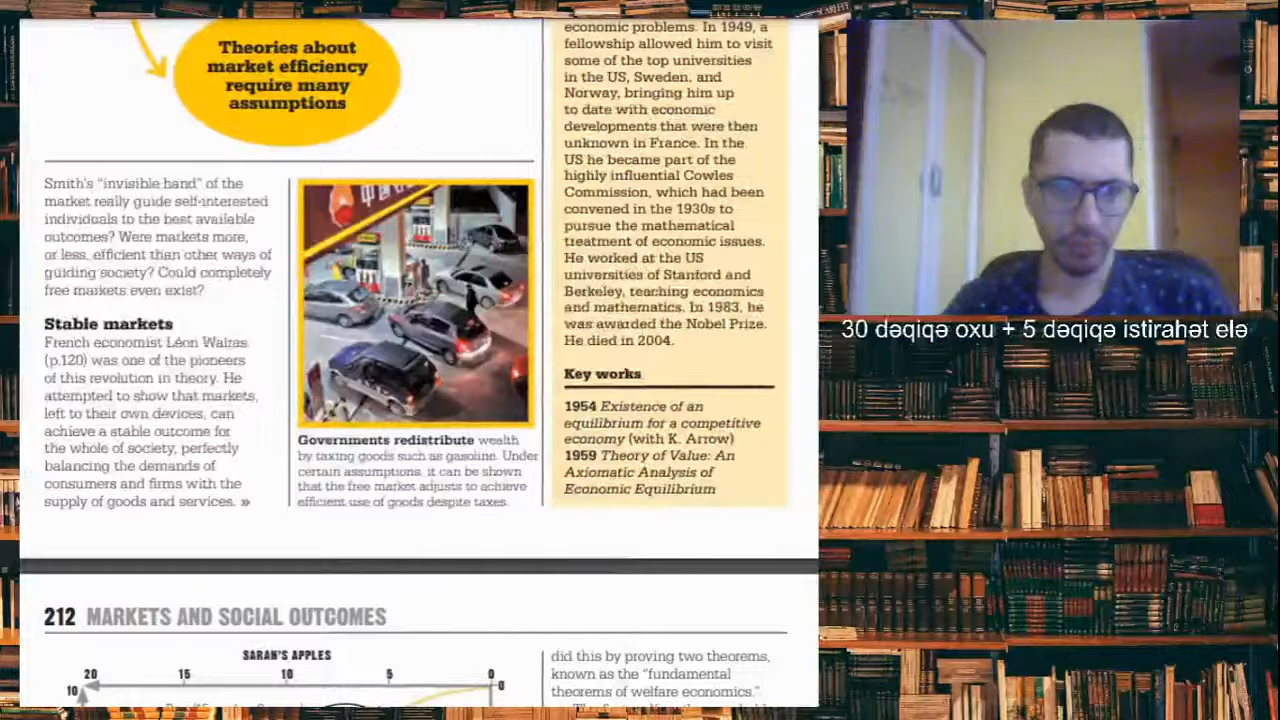 Theories about
market efficiency
require many
assumptions
Smith's "invisible hand" of the
market really guide self-interested
individuals to the best available
outcomes? Were markets more,
or less, efficient than other ways of
guiding society? Could completely
free markets even exist?
Stable markets
French economist Léon Walras
(p.120) was one of the pioneers
of this revolution in theory. He
attempted to show that markets,
left to their own devices, can
achieve a stable outcome for
the whole of society, perfectly
balancing the demands of
consumers and firms with the
supply of goods and services. »
中国
Governments redistribute wealth
by taxing goods such as gasoline. Under
certain assumptions, it can be shown
that the free market adjusts to achieve
efficient use of goods despite taxes.
economic problems. In 1949, a
fellowship allowed him to visit
some of the top universities
in the US, Sweden, and
Norway, bringing him up
to date with economic
developments that were then
unknown in France. In the
US he became part of the
highly influential Cowles
Commission, which had been
convened in the 1930s to
pursue the mathematical
treatment of economic issues.
He worked at the US
universities of Stanford and
Berkeley, teaching economics
and mathematics. In 1983, he
was awarded the Nobel Prize.
He died in 2004.
Key works
1954 Existence of an
equilibrium for a competitive
economy (with K. Arrow)
1959 Theory of Value: An
Axiomatic Analysis of
Economic Equilibrium
212 MARKETS AND SOCIAL OUTCOMES
SARAH'S APPLES
20 15 10 5 0
10 0
did this by proving two theorems,
known as the "fundamental
theorems of welfare economics."
30 dəqiqə oxu + 5 dəqiqə istirahət elə